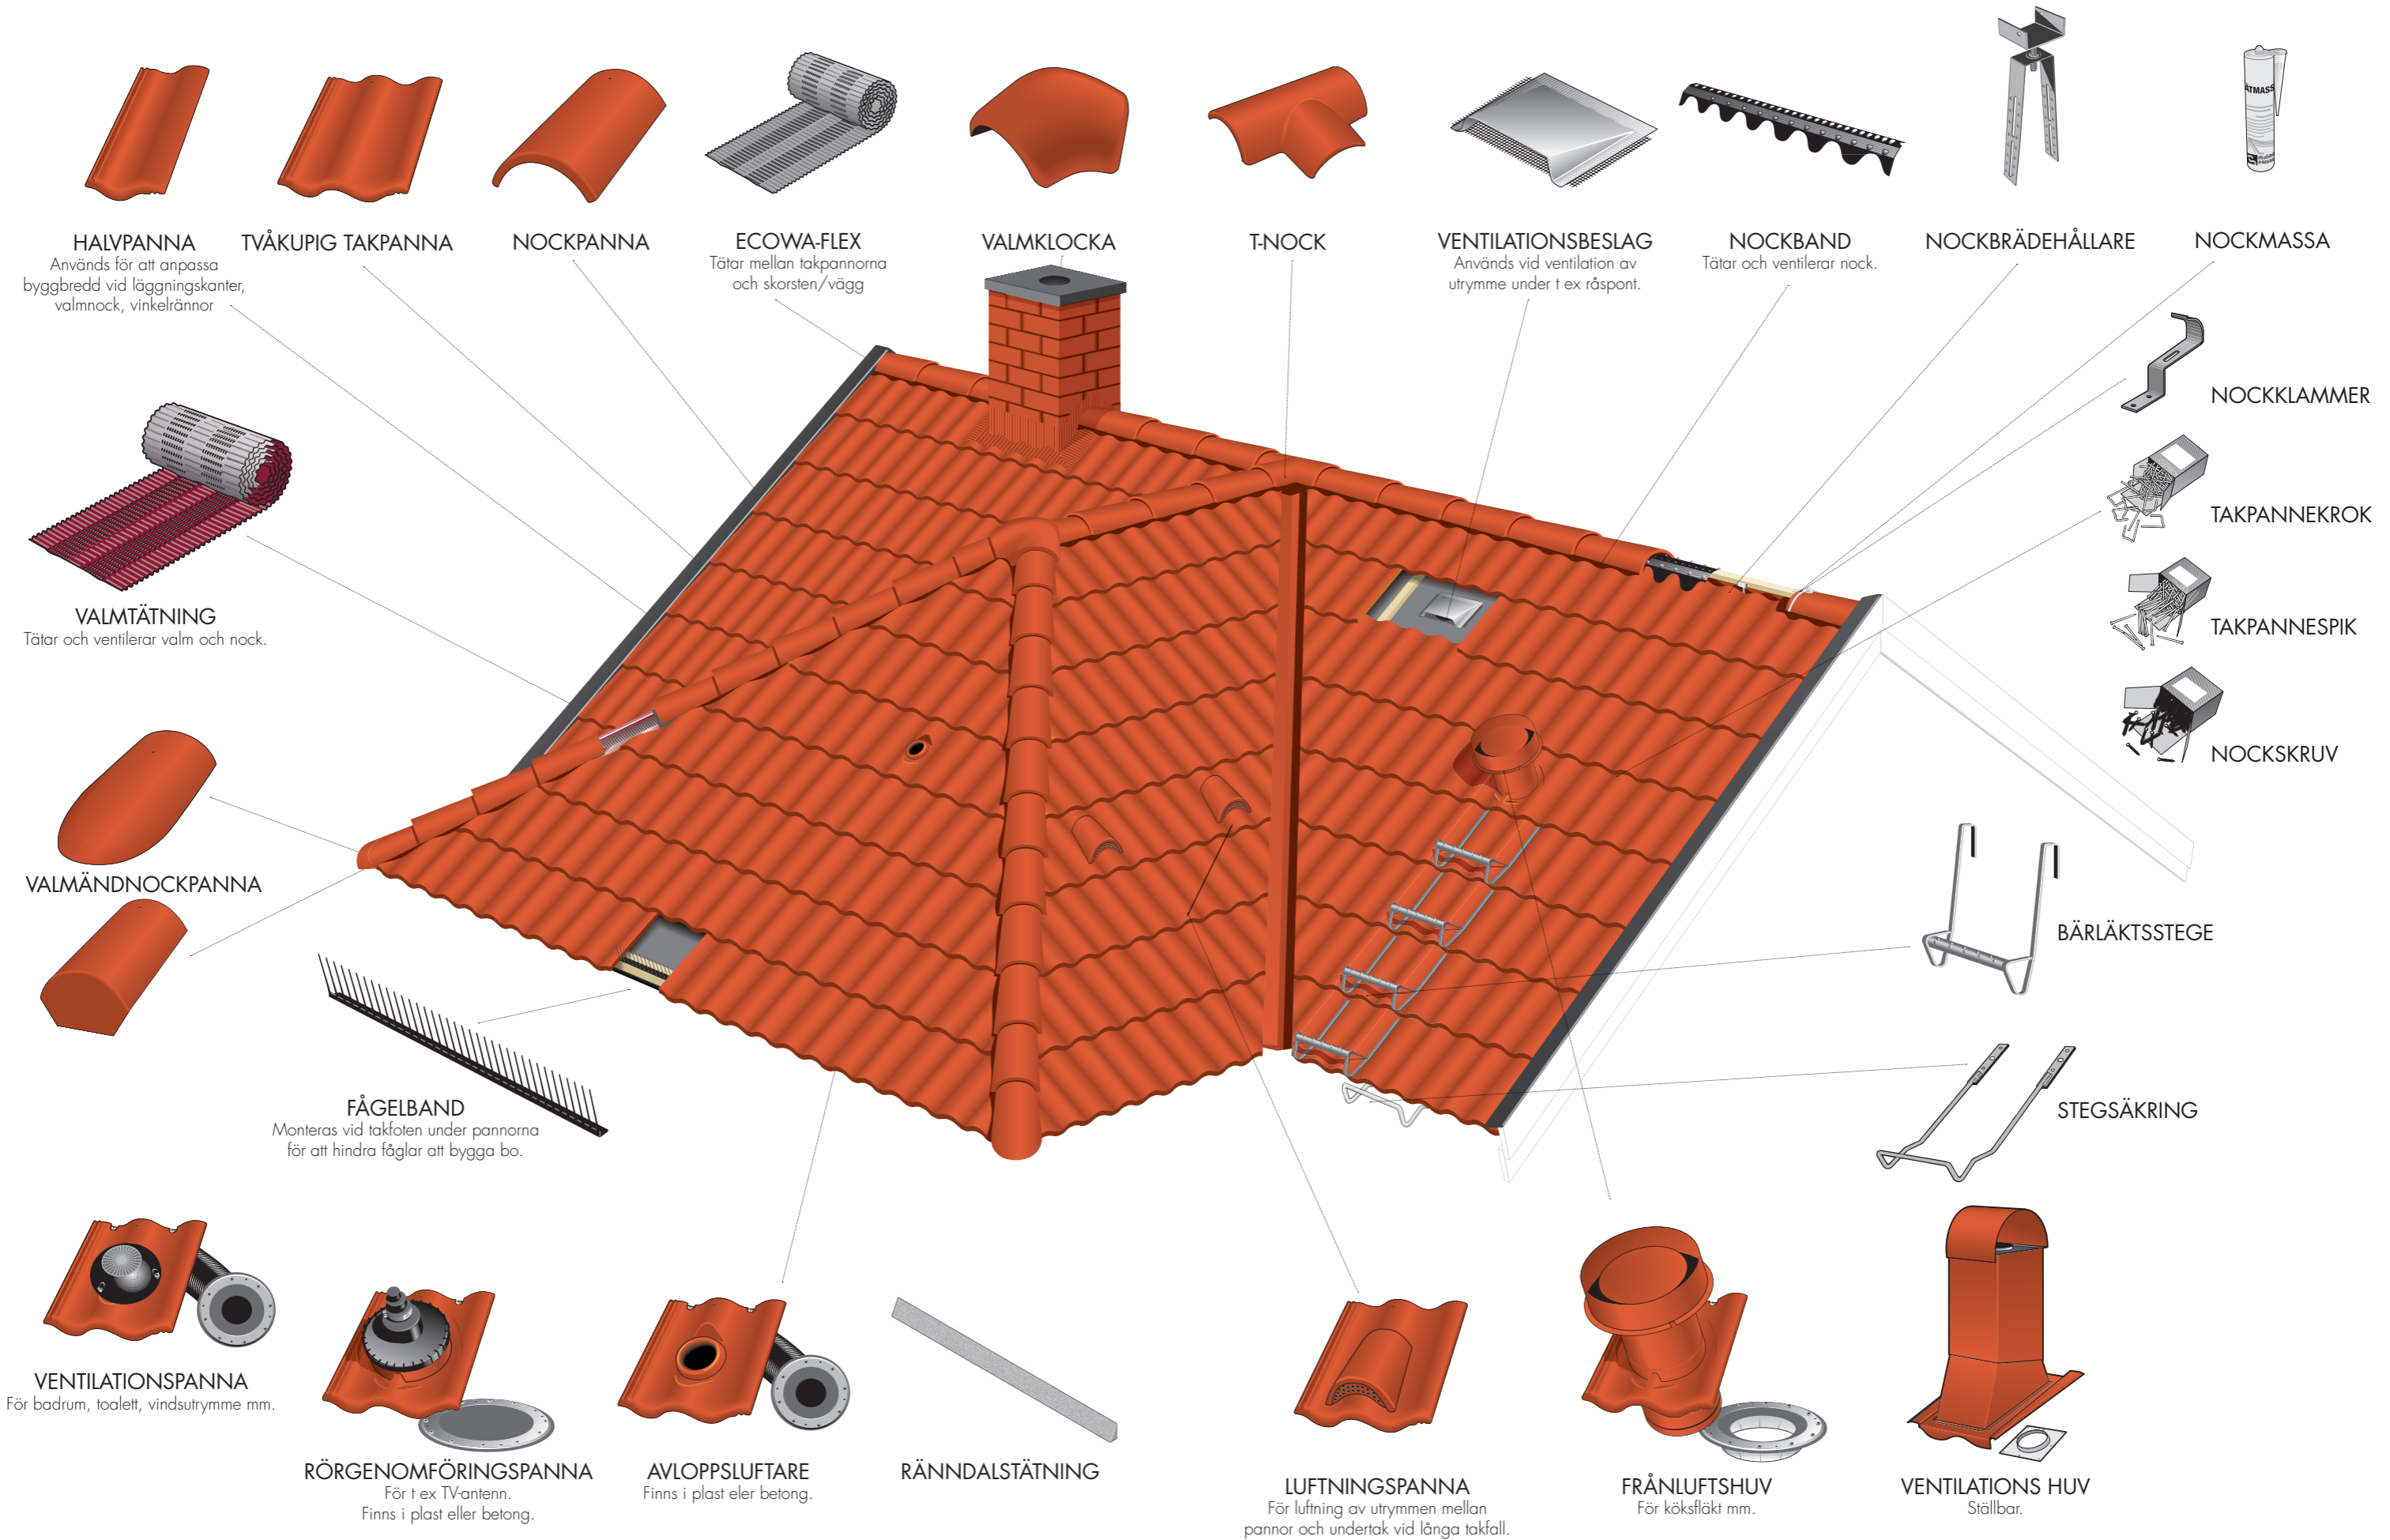 HALVPANNA
Används för att anpassa
byggbredd vid läggningskanter,
valmnock, vinkelrännor
TVÅKUPIG TAKPANNA
NOCKPANNA
ECOWA-FLEX
Tätar mellan takpannorna
och skorsten/vägg
VALMKLOCKA
T-NOCK
VENTILATIONSBESLAG
Används vid ventilation av
utrymme under t ex råspont.
NOCKBAND
Tätar och ventilerar nock.
NOCKBRÄDEHÅLLARE
NOCKMASSA
NOCKKLAMMER
TAKPANNEKROK
TAKPANNESPIK
NOCKSKRUV
VALMTÄTNING
Tätar och ventilerar valm och nock.
VALMÄNDNOCKPANNA
BÄRLÄKTSSTEGE
STEGSÄKRING
FÅGELBAND
Monteras vid takfoten under pannorna
för att hindra fåglar att bygga bo.
VENTILATIONSPANNA
För badrum, toalett, vindsutrymme mm.
RÖRGENOMFÖRINGSPANNA
För t ex TV-antenn.
Finns i plast eller betong.
AVLOPPSLUFTARE
Finns i plast eler betong.
RÄNNDALSTÄTNING
LUFTNINGSPANNA
För luftning av utrymmen mellan
pannor och undertak vid långa takfall.
FRÅNLUFTSHUV
För köksfläkt mm.
VENTILATIONS HUV
Ställbar.